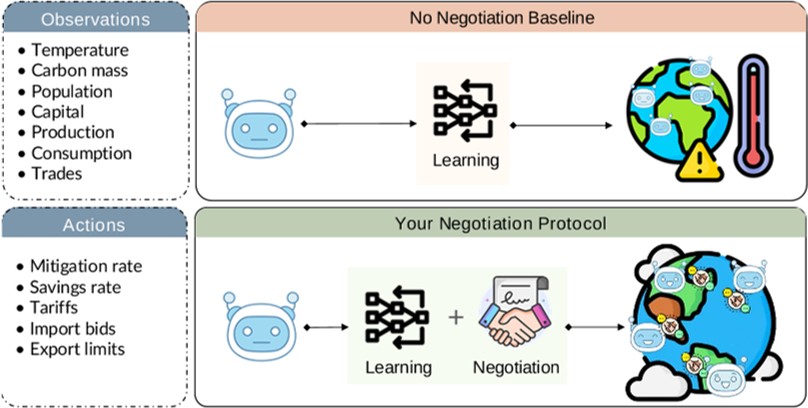 Observations
• Temperature
• Carbon mass
• Population
• Capital
• Production
• Consumption
• Trades
No Negotiation Baseline
Learning
Actions
• Mitigation rate
• Savings rate
• Tariffs
• Import bids
• Export limits
Your Negotiation Protocol
Learning
+
Negotiation